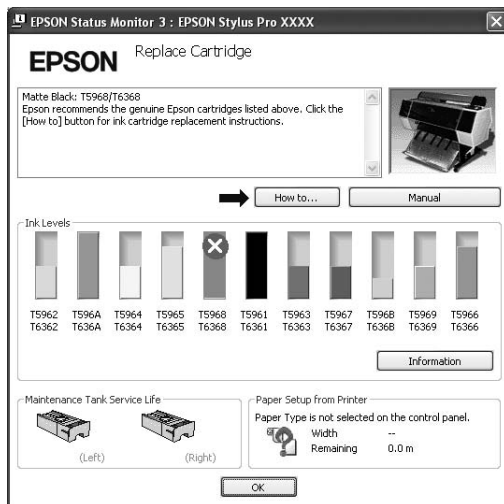 EPSON Status Monitor 3 : EPSON Stylus Pro XXXX
EPSON
Replace Cartridge
Matte Black: T5968/T6368
Epson recommends the genuine Epson cartridges listed above. Click the
[How to] button for ink cartridge replacement instructions.
How to...
Manual
Ink Levels
T5962 T596A T5964 T5965 T5968 T5961 T5963 T5967 T596B T5969 T5966
T6362 T636A T6364 T6365 T6368 T6361 T6363 T6367 T636B T6369 T6366
Information
Maintenance Tank Service Life
(Left) (Right)
Paper Setup from Printer
Paper Type is not selected on the control panel.
Width --
Remaining 0.0 m
OK